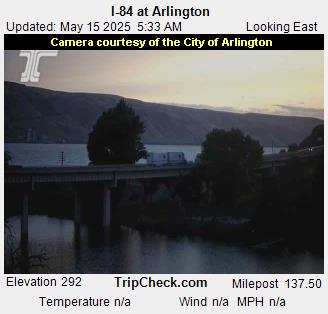 I-84 at Arlington
Updated: May 15 2025 5:33 AM Looking East
Camera courtesy of the City of Arlington
Elevation 292 TripCheck.com Milepost 137.50
Temperature n/a Wind n/a MPH n/a